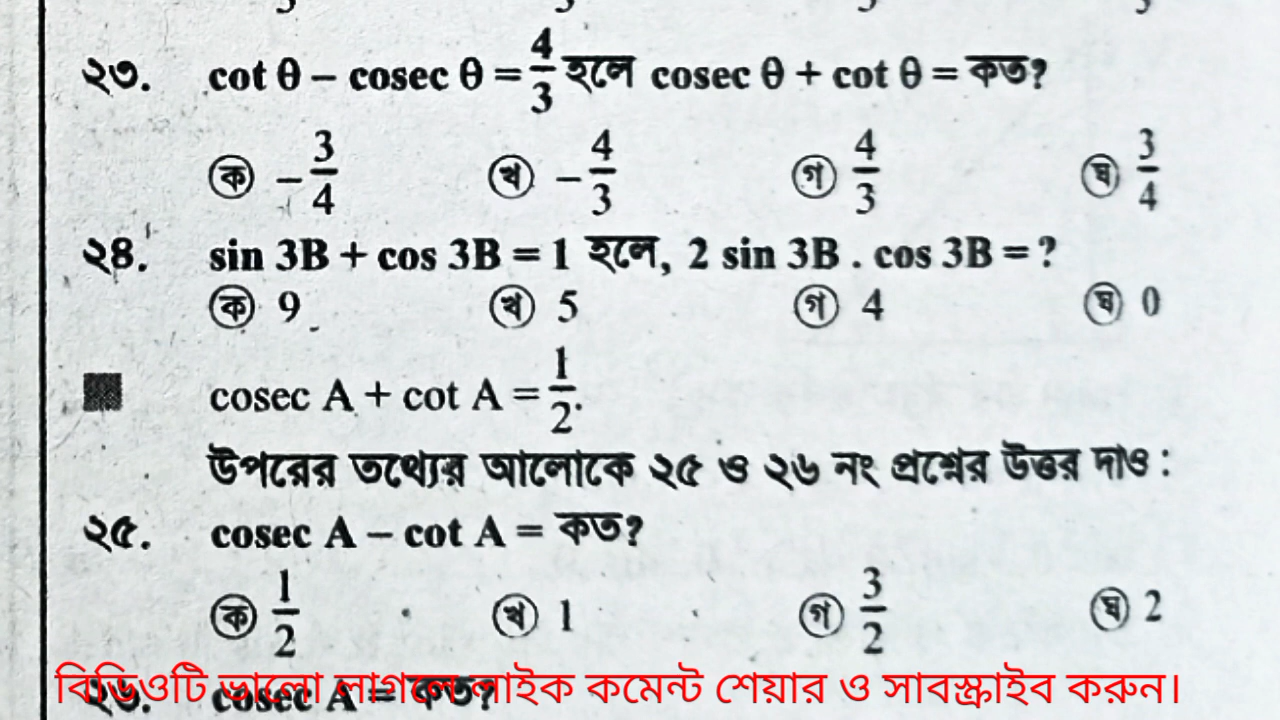 ২৩. cot θ – cosec θ = 4/3 হলে cosec θ + cot θ = কত?
ক – 3/4 খ – 4/3 গ 4/3 ঘ 3/4
২৪. sin 3B + cos 3B = 1 হলে, 2 sin 3B . cos 3B = ?
ক 9 খ 5 গ 4 ঘ 0
cosec A + cot A = 1/2.
উপরের তথ্যের আলোকে ২৫ ও ২৬ নং প্রশ্নের উত্তর দাও :
২৫. cosec A – cot A = কত?
ক 1/2 খ 1 গ 3/2 ঘ 2
২৬. cosec A = কত?
বিভিওটি ভালো লাগলে লাইক কমেন্ট শেয়ার ও সাবস্ক্রাইব করুন।